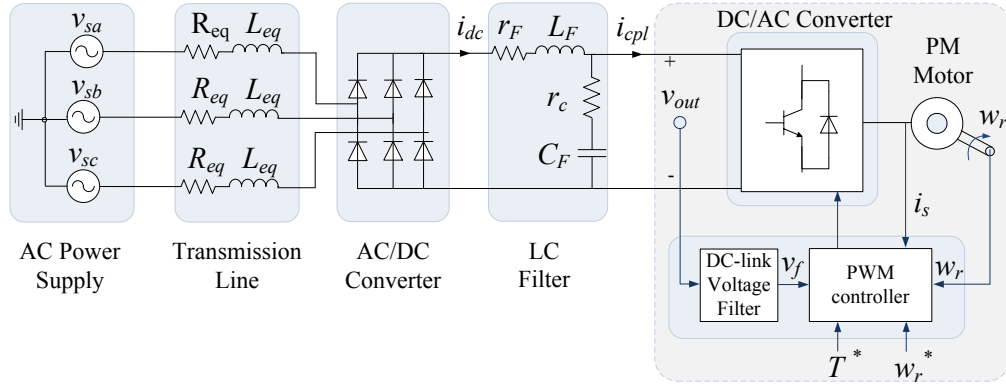 v_sa
R_eq
L_eq
v_sb
R_eq
L_eq
v_sc
R_eq
L_eq
AC Power
Supply
Transmission
Line
AC/DC
Converter
i_dc
r_F
L_F
i_cpl
r_c
C_F
LC
Filter
DC/AC Converter
PM
Motor
w_r
+
v_out
-
i_s
DC-link
Voltage
Filter
v_f
PWM
controller
w_r
T*
w_r*